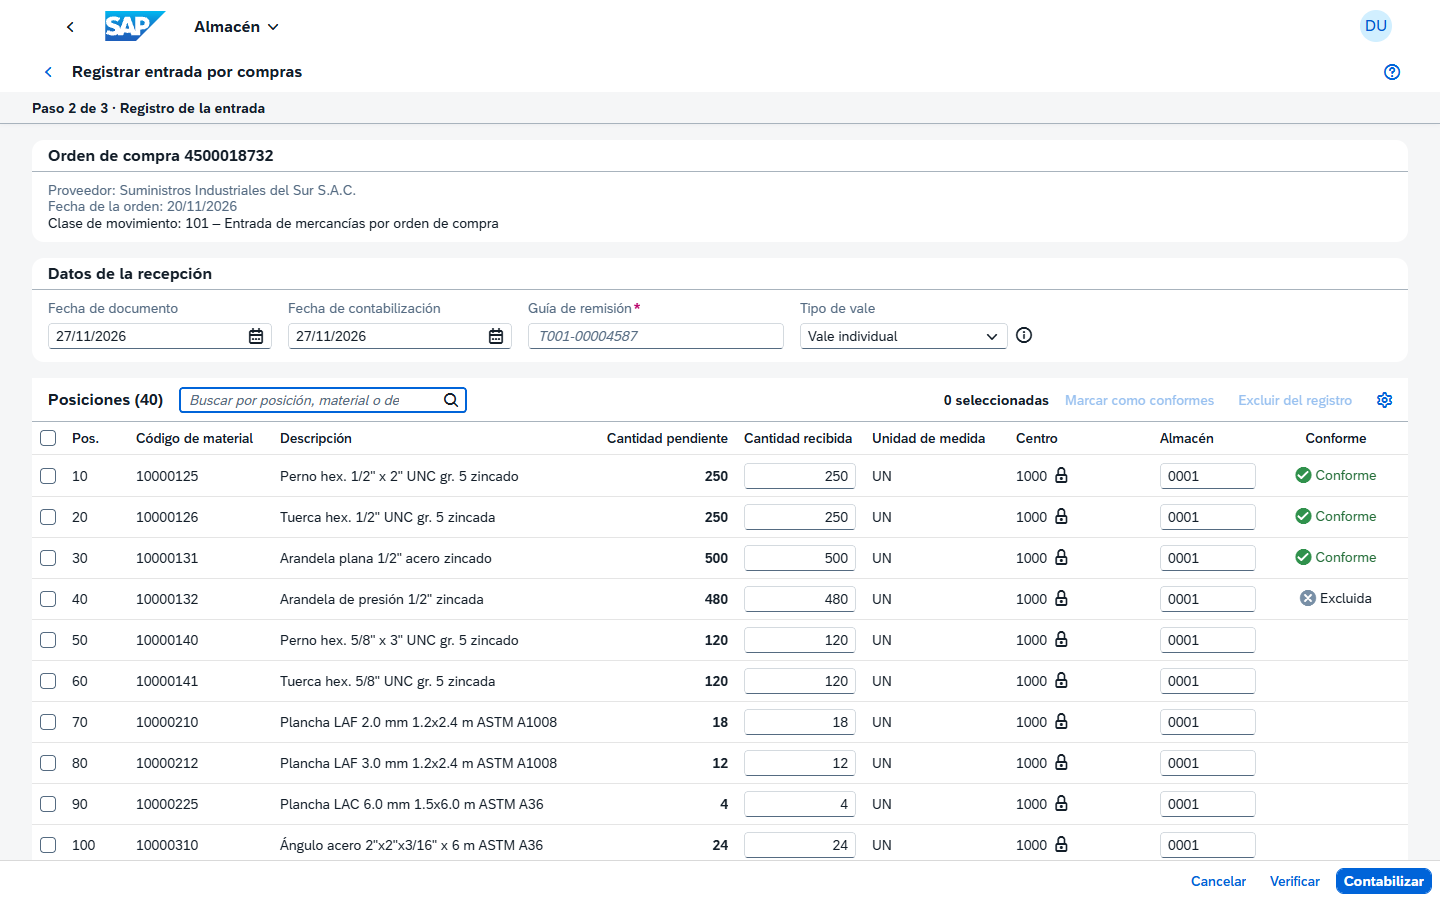 SAP
Almacén
DU
Registrar entrada por compras
Paso 2 de 3 · Registro de la entrada
Orden de compra 4500018732
Proveedor: Suministros Industriales del Sur S.A.C.
Fecha de la orden: 20/11/2026
Clase de movimiento: 101 – Entrada de mercancías por orden de compra
Datos de la recepción
Fecha de documento Fecha de contabilización Guía de remisión* Tipo de vale
27/11/2026 27/11/2026 T001-00004587 Vale individual
Posiciones (40) Buscar por posición, material o de 0 seleccionadas Marcar como conformes Excluir del registro
Pos. Código de material Descripción Cantidad pendiente Cantidad recibida Unidad de medida Centro Almacén Conforme
10 10000125 Perno hex. 1/2" x 2" UNC gr. 5 zincado 250 250 UN 1000 0001 Conforme
20 10000126 Tuerca hex. 1/2" UNC gr. 5 zincada 250 250 UN 1000 0001 Conforme
30 10000131 Arandela plana 1/2" acero zincado 500 500 UN 1000 0001 Conforme
40 10000132 Arandela de presión 1/2" zincada 480 480 UN 1000 0001 Excluida
50 10000140 Perno hex. 5/8" x 3" UNC gr. 5 zincado 120 120 UN 1000 0001
60 10000141 Tuerca hex. 5/8" UNC gr. 5 zincada 120 120 UN 1000 0001
70 10000210 Plancha LAF 2.0 mm 1.2x2.4 m ASTM A1008 18 18 UN 1000 0001
80 10000212 Plancha LAF 3.0 mm 1.2x2.4 m ASTM A1008 12 12 UN 1000 0001
90 10000225 Plancha LAC 6.0 mm 1.5x6.0 m ASTM A36 4 4 UN 1000 0001
100 10000310 Ángulo acero 2"x2"x3/16" x 6 m ASTM A36 24 24 UN 1000 0001
Cancelar Verificar Contabilizar